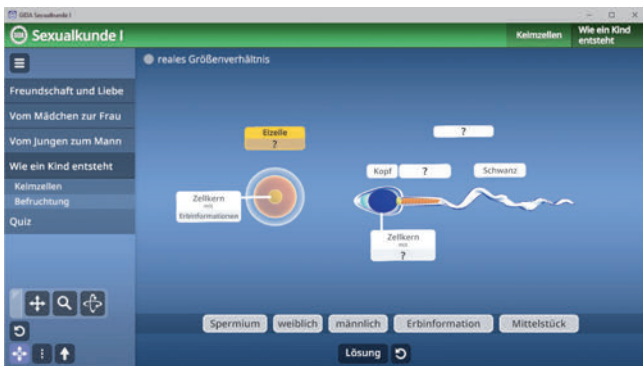 GIDA Sexualkunde I
Sexualkunde I
Keimzellen
Wie ein Kind
entsteht
reales Größenverhältnis
Freundschaft und Liebe
Vom Mädchen zur Frau
Vom Jungen zum Mann
Wie ein Kind entsteht
Keimzellen
Befruchtung
Quiz
Eizelle
?
?
Kopf
?
Schwanz
Zellkern
mit
Erbinformationen
Zellkern
mit
?
Spermium
weiblich
männlich
Erbinformation
Mittelstück
Lösung